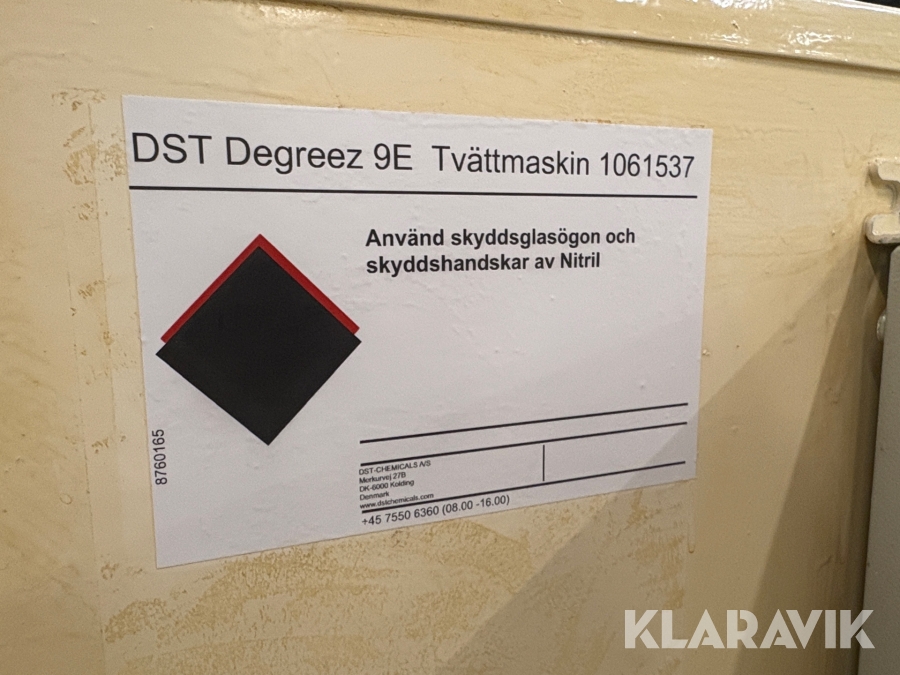 DST Degreez 9E Tvättmaskin 1061537
Använd skyddsglasögon och
skyddshandskar av Nitril
8760165
DST-CHEMICALS A/S
Merkurvej 27B
DK-6000 Kolding
Denmark
www.dstchemicals.com
+45 7550 6360 (08.00 -16.00)
KLARAVIK